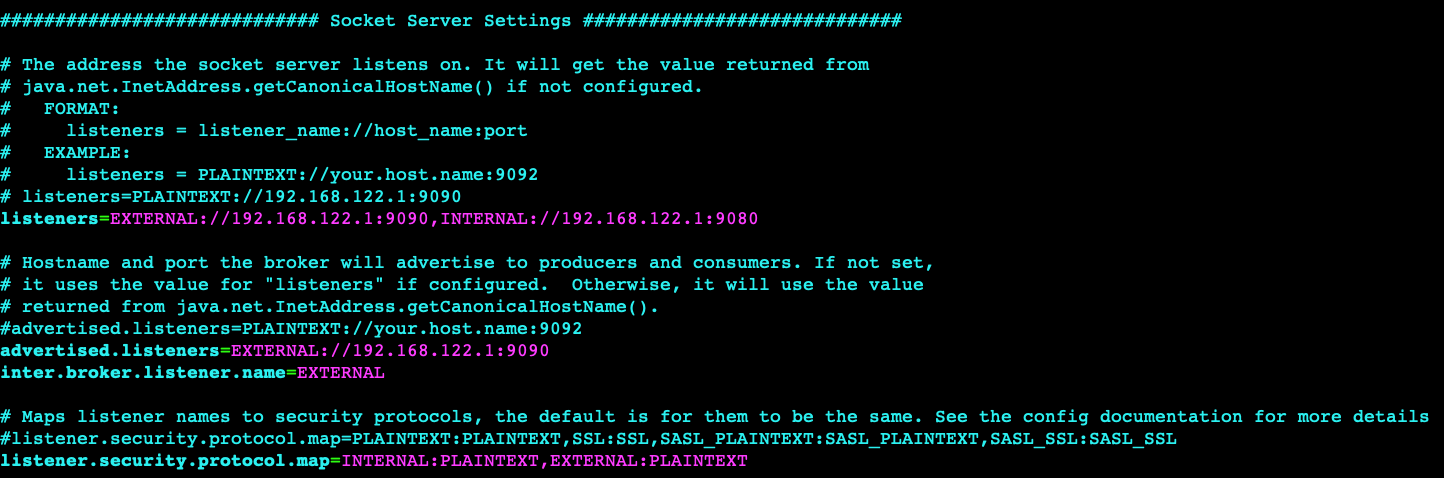 ############################# Socket Server Settings #############################
# The address the socket server listens on. It will get the value returned from
# java.net.InetAddress.getCanonicalHostName() if not configured.
#   FORMAT:
#     listeners = listener_name://host_name:port
#   EXAMPLE:
#     listeners = PLAINTEXT://your.host.name:9092
# listeners=PLAINTEXT://192.168.122.1:9090
listeners=EXTERNAL://192.168.122.1:9090,INTERNAL://192.168.122.1:9080
# Hostname and port the broker will advertise to producers and consumers. If not set,
# it uses the value for "listeners" if configured.  Otherwise, it will use the value
# returned from java.net.InetAddress.getCanonicalHostName().
#advertised.listeners=PLAINTEXT://your.host.name:9092
advertised.listeners=EXTERNAL://192.168.122.1:9090
inter.broker.listener.name=EXTERNAL
# Maps listener names to security protocols, the default is for them to be the same. See the config documentation for more details
#listener.security.protocol.map=PLAINTEXT:PLAINTEXT,SSL:SSL,SASL_PLAINTEXT:SASL_PLAINTEXT,SASL_SSL:SASL_SSL
listener.security.protocol.map=INTERNAL:PLAINTEXT,EXTERNAL:PLAINTEXT